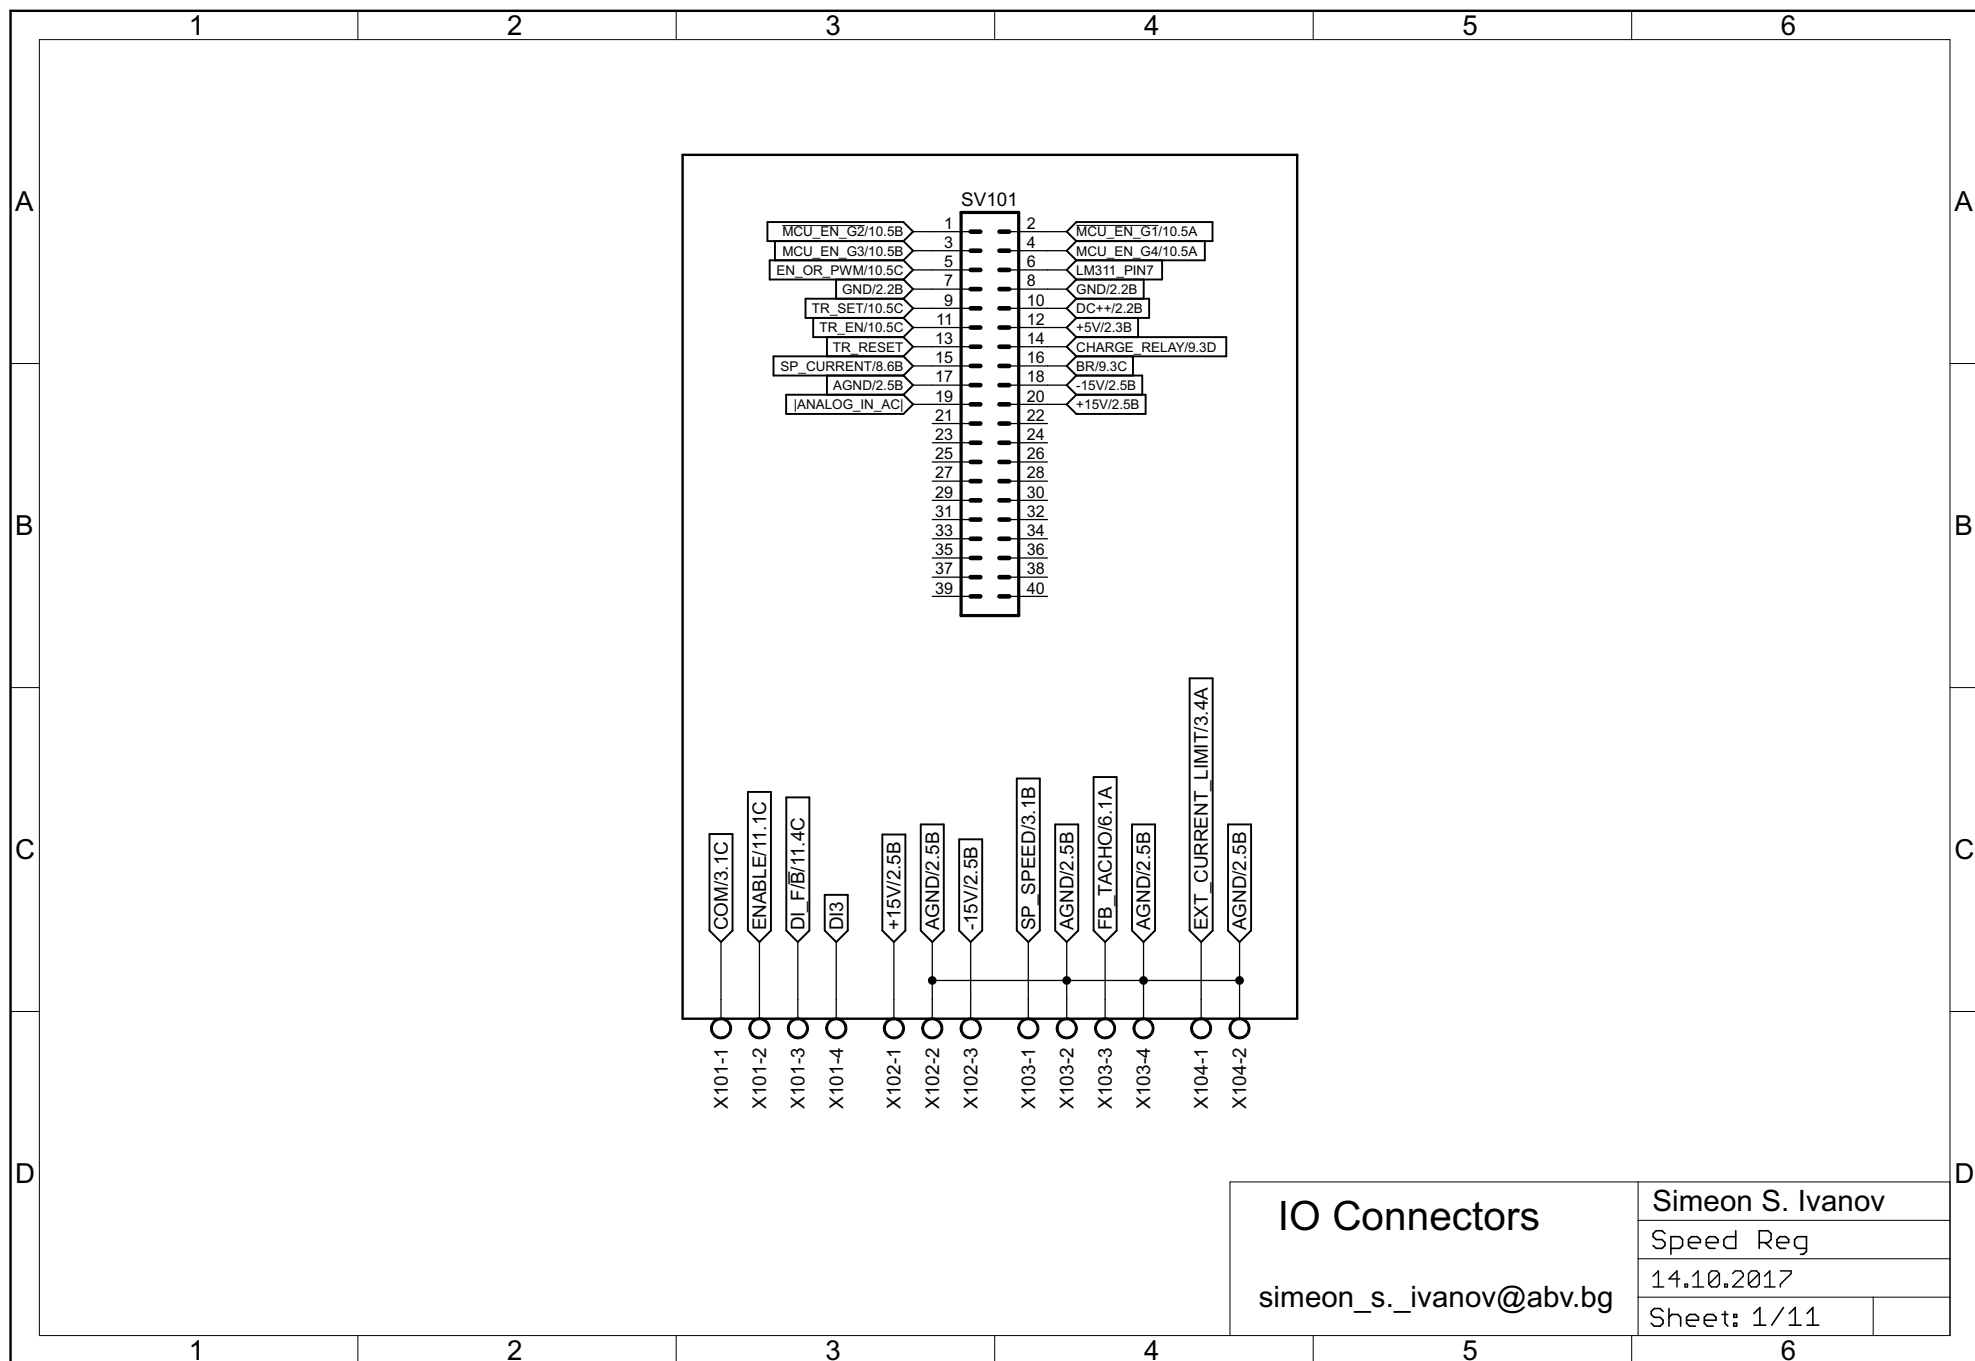 1 2 3 4 5 6
A A
SV101
MCU_EN_G2/10.5B 1 2 MCU_EN_G1/10.5A
MCU_EN_G3/10.5B 3 4 MCU_EN_G4/10.5A
EN_OR_PWM/10.5C 5 6 LM311_PIN7
GND/2.2B 7 8 GND/2.2B
TR_SET/10.5C 9 10 DC++/2.2B
TR_EN/10.5C 11 12 +5V/2.3B
TR_RESET 13 14 CHARGE_RELAY/9.3D
SP_CURRENT/8.6B 15 16 BR/9.3C
AGND/2.5B 17 18 -15V/2.5B
|ANALOG_IN_AC| 19 20 +15V/2.5B
21 22
23 24
25 26
27 28
29 30
31 32
B B
33 34
35 36
37 38
39 40
C C
COM/3.1C
ENABLE/11.1C
DI_F/B̅/11.4C
DI3
+15V/2.5B
AGND/2.5B
-15V/2.5B
SP_SPEED/3.1B
AGND/2.5B
FB_TACHO/6.1A
AGND/2.5B
EXT_CURRENT_LIMIT/3.4A
AGND/2.5B
X101-1
X101-2
X101-3
X101-4
X102-1
X102-2
X102-3
X103-1
X103-2
X103-3
X103-4
X104-1
X104-2
D D
IO Connectors
simeon_s._ivanov@abv.bg
Simeon S. Ivanov
Speed Reg
14.10.2017
Sheet: 1/11
1 2 3 4 5 6